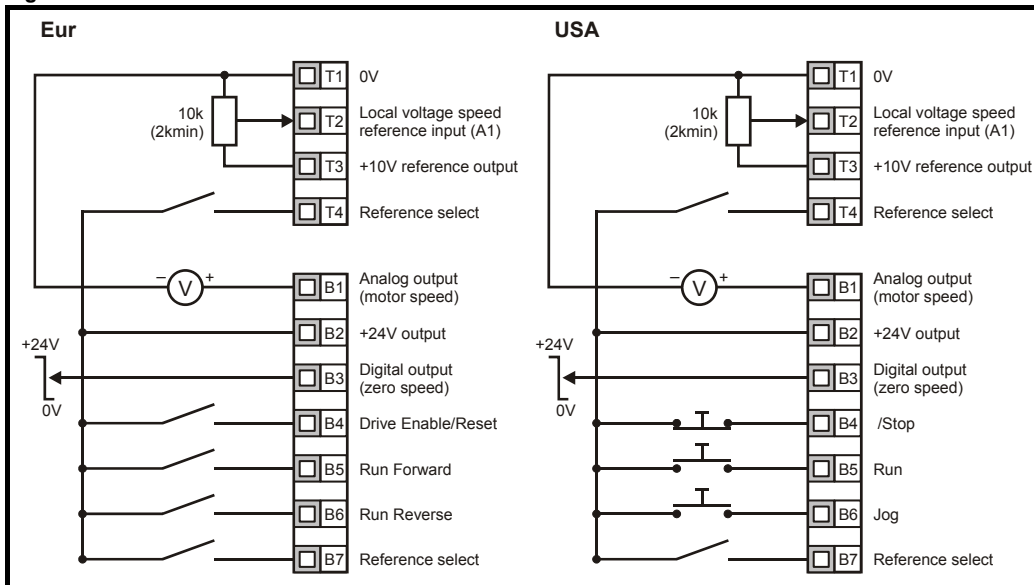 Eur
10k
(2kmin)
T1 0V
T2 Local voltage speed
reference input (A1)
T3 +10V reference output
T4 Reference select
– V +
B1 Analog output
(motor speed)
B2 +24V output
+24V
0V
B3 Digital output
(zero speed)
B4 Drive Enable/Reset
B5 Run Forward
B6 Run Reverse
B7 Reference select
USA
10k
(2kmin)
T1 0V
T2 Local voltage speed
reference input (A1)
T3 +10V reference output
T4 Reference select
– V +
B1 Analog output
(motor speed)
B2 +24V output
+24V
0V
B3 Digital output
(zero speed)
B4 /Stop
B5 Run
B6 Jog
B7 Reference select